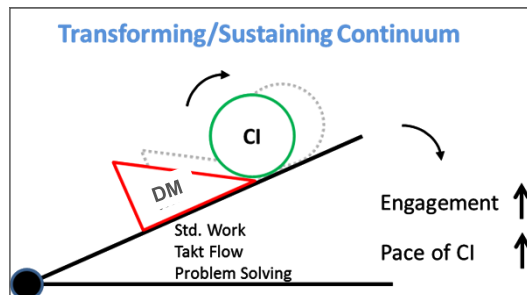 Transforming/Sustaining Continuum
CI
DM
Std. Work
Takt Flow
Problem Solving
Engagement
Pace of CI